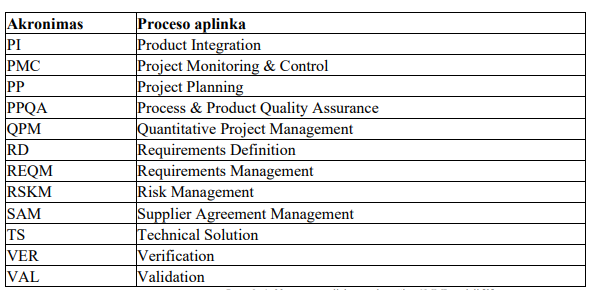 Akronimas Proceso aplinka
PI Product Integration
PMC Project Monitoring & Control
PP Project Planning
PPQA Process & Product Quality Assurance
QPM Quantitative Project Management
RD Requirements Definition
REQM Requirements Management
RSKM Risk Management
SAM Supplier Agreement Management
TS Technical Solution
VER Verification
VAL Validation